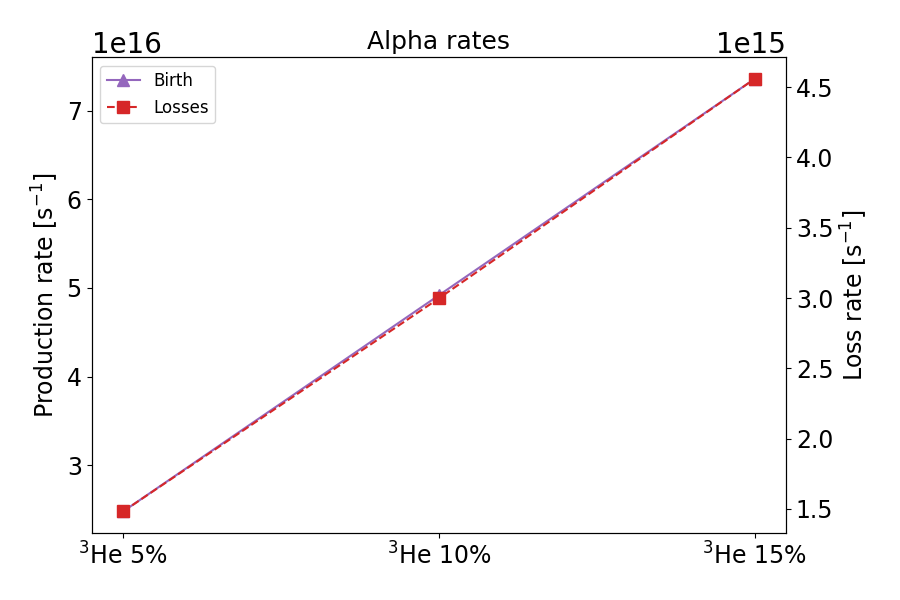 Alpha rates
1e16
1e15
Birth
Losses
Production rate [s⁻¹]
7
6
5
4
3
Loss rate [s⁻¹]
4.5
4.0
3.5
3.0
2.5
2.0
1.5
³He 5%
³He 10%
³He 15%